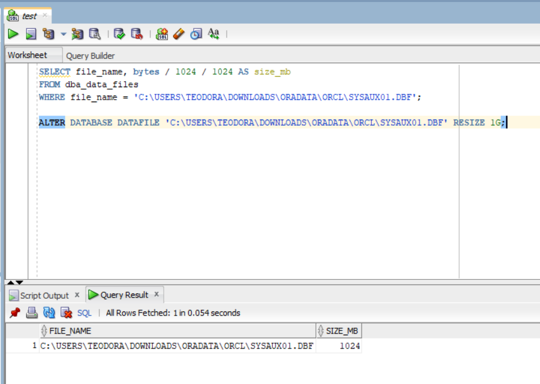 test
Worksheet Query Builder
SELECT file_name, bytes / 1024 / 1024 AS size_mb
FROM dba_data_files
WHERE file_name = 'C:\USERS\TEODORA\DOWNLOADS\ORADATA\ORCL\SYSAUX01.DBF';
ALTER DATABASE DATAFILE 'C:\USERS\TEODORA\DOWNLOADS\ORADATA\ORCL\SYSAUX01.DBF' RESIZE 1G;
Script Output x Query Result x
SQL | All Rows Fetched: 1 in 0.054 seconds
FILE_NAME SIZE_MB
1 C:\USERS\TEODORA\DOWNLOADS\ORADATA\ORCL\SYSAUX01.DBF 1024